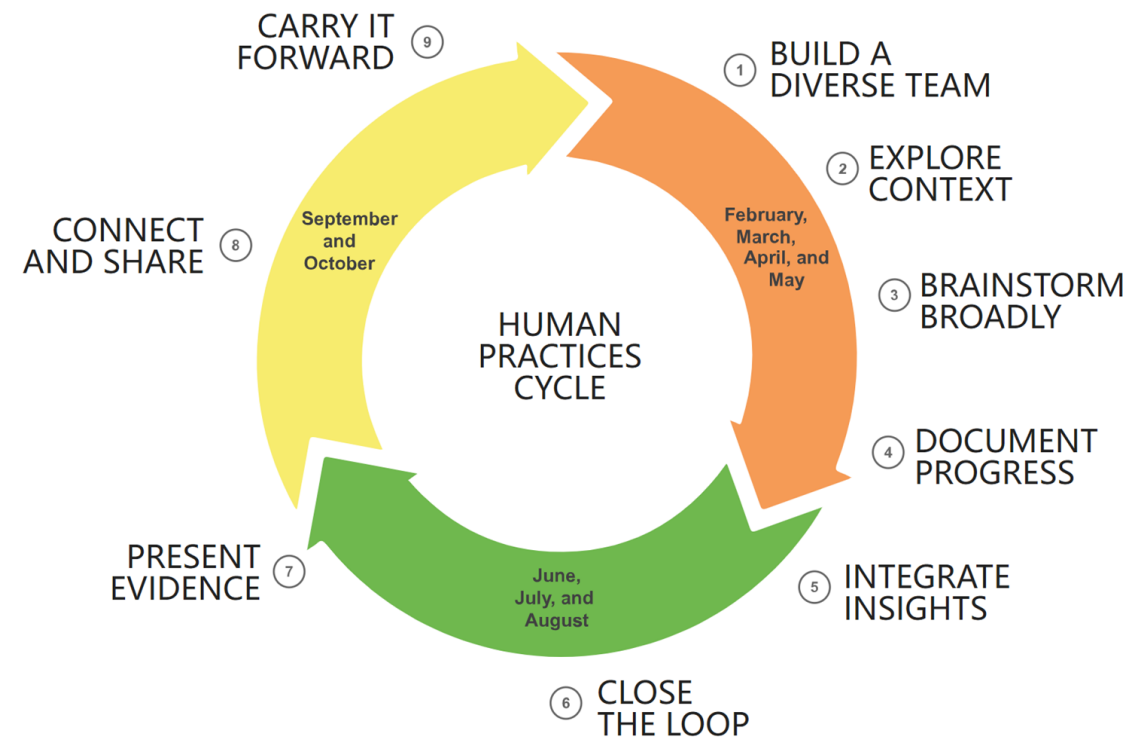 HUMAN
PRACTICES
CYCLE
1
BUILD A
DIVERSE TEAM
2
EXPLORE
CONTEXT
3
BRAINSTORM
BROADLY
4
DOCUMENT
PROGRESS
5
INTEGRATE
INSIGHTS
6
CLOSE
THE LOOP
7
PRESENT
EVIDENCE
8
CONNECT
AND SHARE
9
CARRY IT
FORWARD
February,
March,
April, and
May
June,
July, and
August
September
and
October